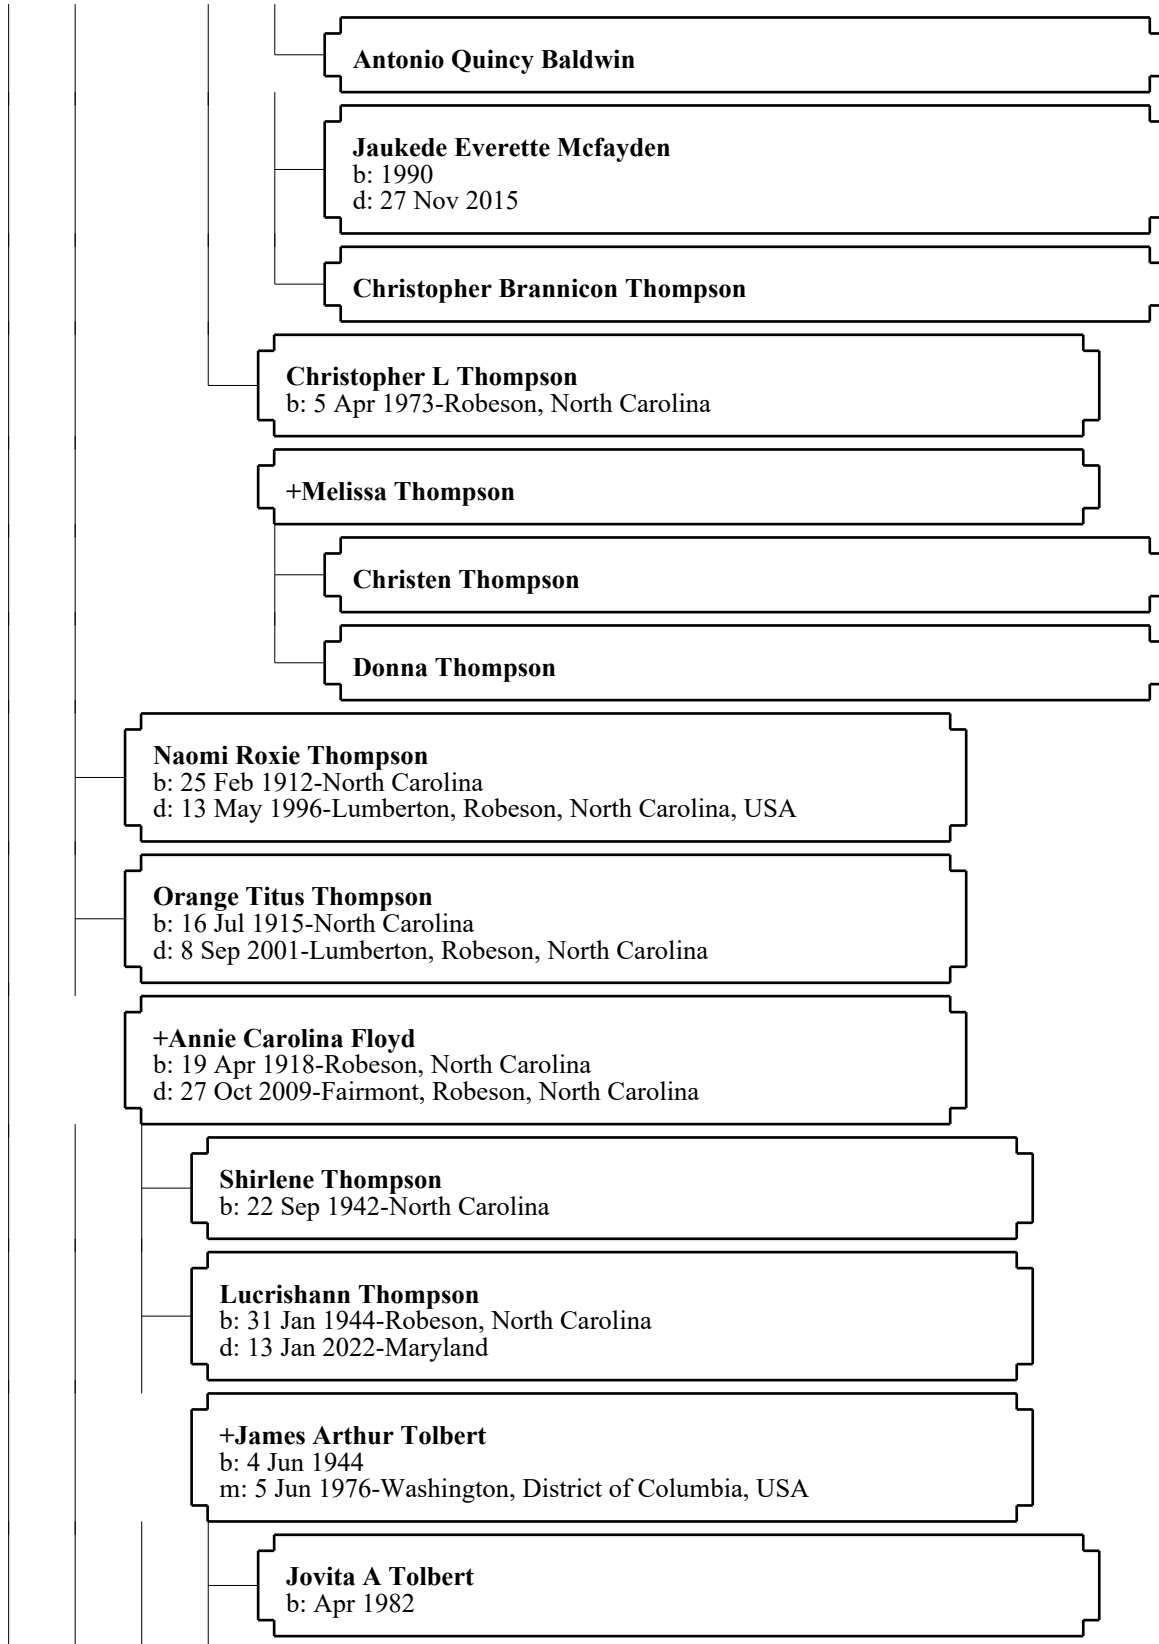 Antonio Quincy Baldwin
Jaukede Everette Mcfayden
b: 1990
d: 27 Nov 2015
Christopher Brannicon Thompson
Christopher L Thompson
b: 5 Apr 1973-Robeson, North Carolina
+Melissa Thompson
Christen Thompson
Donna Thompson
Naomi Roxie Thompson
b: 25 Feb 1912-North Carolina
d: 13 May 1996-Lumberton, Robeson, North Carolina, USA
Orange Titus Thompson
b: 16 Jul 1915-North Carolina
d: 8 Sep 2001-Lumberton, Robeson, North Carolina
+Annie Carolina Floyd
b: 19 Apr 1918-Robeson, North Carolina
d: 27 Oct 2009-Fairmont, Robeson, North Carolina
Shirlene Thompson
b: 22 Sep 1942-North Carolina
Lucrishann Thompson
b: 31 Jan 1944-Robeson, North Carolina
d: 13 Jan 2022-Maryland
+James Arthur Tolbert
b: 4 Jun 1944
m: 5 Jun 1976-Washington, District of Columbia, USA
Jovita A Tolbert
b: Apr 1982